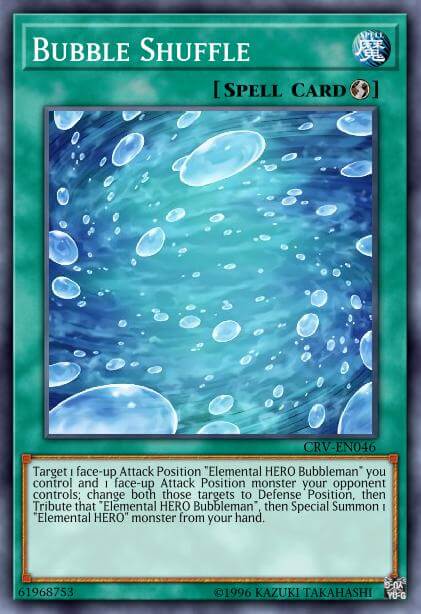 BUBBLE SHUFFLE
SPELL
魔
[SPELL CARD]
CRV-EN046
Target 1 face-up Attack Position "Elemental HERO Bubbleman" you
control and 1 face-up Attack Position monster your opponent
controls; change both those targets to Defense Position, then
Tribute that "Elemental HERO Bubbleman", then Special Summon 1
"Elemental HERO" monster from your hand.
61968753
©1996 KAZUKI TAKAHASHI